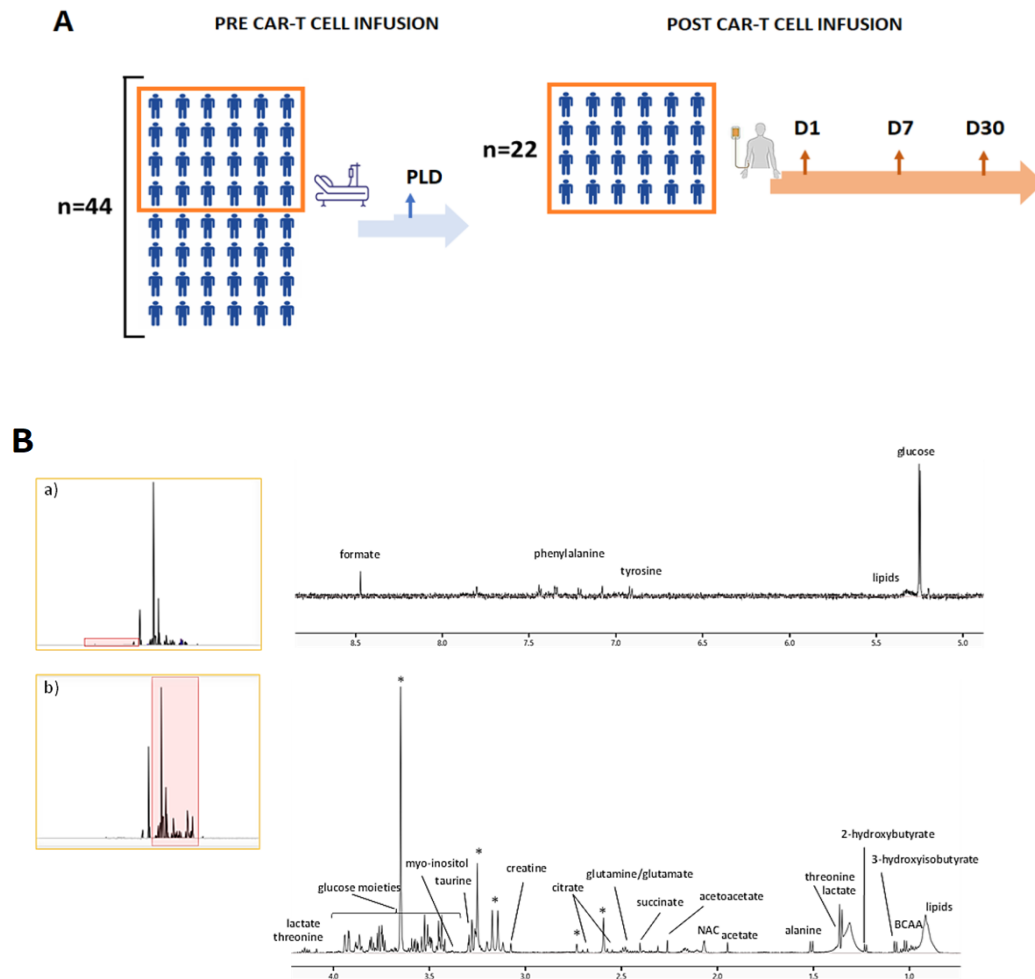 A
PRE CAR-T CELL INFUSION
POST CAR-T CELL INFUSION
n=44
PLD
n=22
D1
D7
D30
B
a)
glucose
formate
phenylalanine
tyrosine
lipids
8.5
7.5
7.0
6.5
6.0
5.5
5.0
b)
*
2-hydroxybutyrate
*
3-hydroxyisobutyrate
myo-inositol
creatine
glutamine/glutamate
taurine
*
citrate
acetoacetate
threonine
glucose moieties
succinate
lactate
lipids
*
lactate
NAC
acetate
alanine
BCAA
threonine
*
4.0
3.5
3.0
2.5
2.0
1.5
1.0